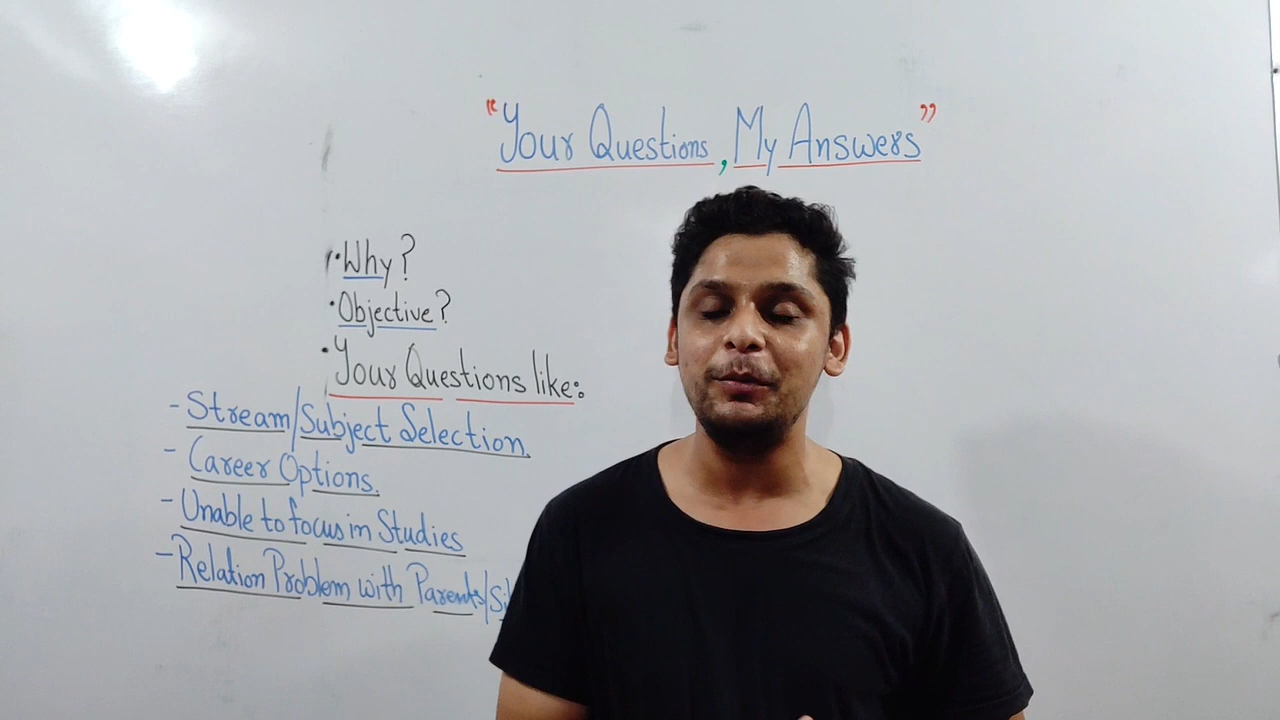 "Your Questions, My Answers"
• Why?
• Objective?
• Your Questions like:
- Stream/Subject Selection.
- Career Options.
- Unable to focus in Studies
- Relation Problem with Parents/